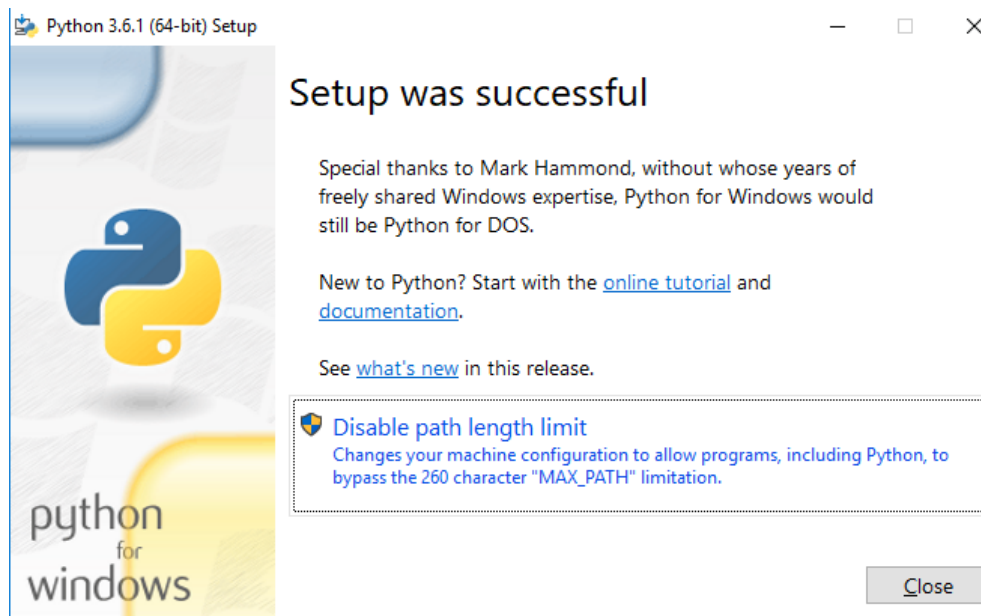 Python 3.6.1 (64-bit) Setup
Setup was successful
Special thanks to Mark Hammond, without whose years of
freely shared Windows expertise, Python for Windows would
still be Python for DOS.
New to Python? Start with the online tutorial and
documentation.
See what's new in this release.
Disable path length limit
Changes your machine configuration to allow programs, including Python, to
bypass the 260 character "MAX_PATH" limitation.
python
for
windows
Close